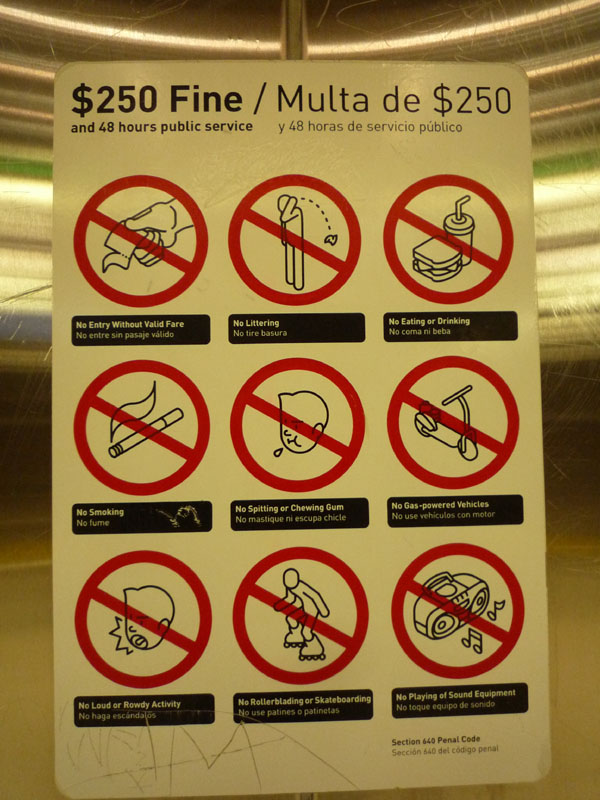 $250 Fine / Multa de $250
and 48 hours public service y 48 horas de servicio público
No Entry Without Valid Fare
No entre sin pasaje válido
No Littering
No tire basura
No Eating or Drinking
No coma ni beba
No Smoking
No fume
No Spitting or Chewing Gum
No mastique ni escupa chicle
No Gas-powered Vehicles
No use vehículos con motor
No Loud or Rowdy Activity
No haga escándalos
No Rollerblading or Skateboarding
No use patines o patinetas
No Playing of Sound Equipment
No toque equipo de sonido
Section 640 Penal Code
Sección 640 del código penal